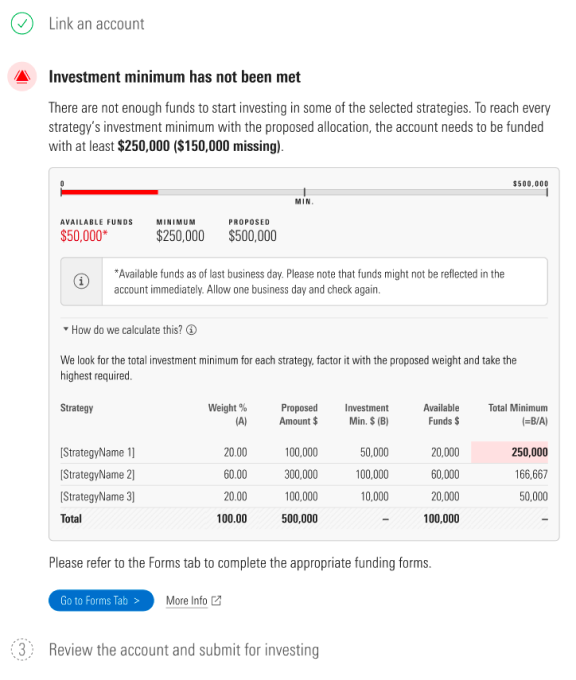 Link an account
Investment minimum has not been met
There are not enough funds to start investing in some of the selected strategies. To reach every
strategy's investment minimum with the proposed allocation, the account needs to be funded
with at least $250,000 ($150,000 missing).
0 $500,000
MIN.
AVAILABLE FUNDS MINIMUM PROPOSED
$50,000* $250,000 $500,000
*Available funds as of last business day. Please note that funds might not be reflected in the
account immediately. Allow one business day and check again.
▾ How do we calculate this? ⓘ
We look for the total investment minimum for each strategy, factor it with the proposed weight and take the
highest required.
Strategy Weight % Proposed Investment Available Total Minimum
(A) Amount $ Min. $ (B) Funds $ (=B/A)
[StrategyName 1] 20.00 100,000 50,000 20,000 250,000
[StrategyName 2] 60.00 300,000 100,000 60,000 166,667
[StrategyName 3] 20.00 100,000 10,000 20,000 50,000
Total 100.00 500,000 – 100,000 –
Please refer to the Forms tab to complete the appropriate funding forms.
Go to Forms Tab > More Info
3 Review the account and submit for investing